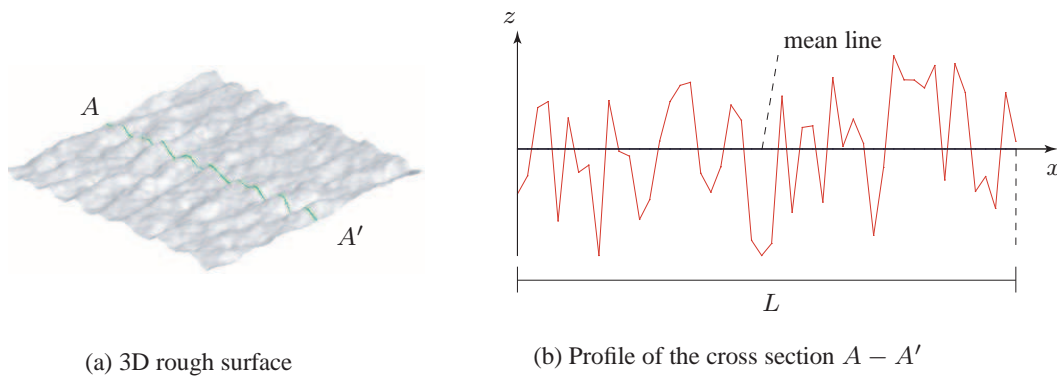 A
A′
(a) 3D rough surface
z
mean line
x
L
(b) Profile of the cross section A − A′